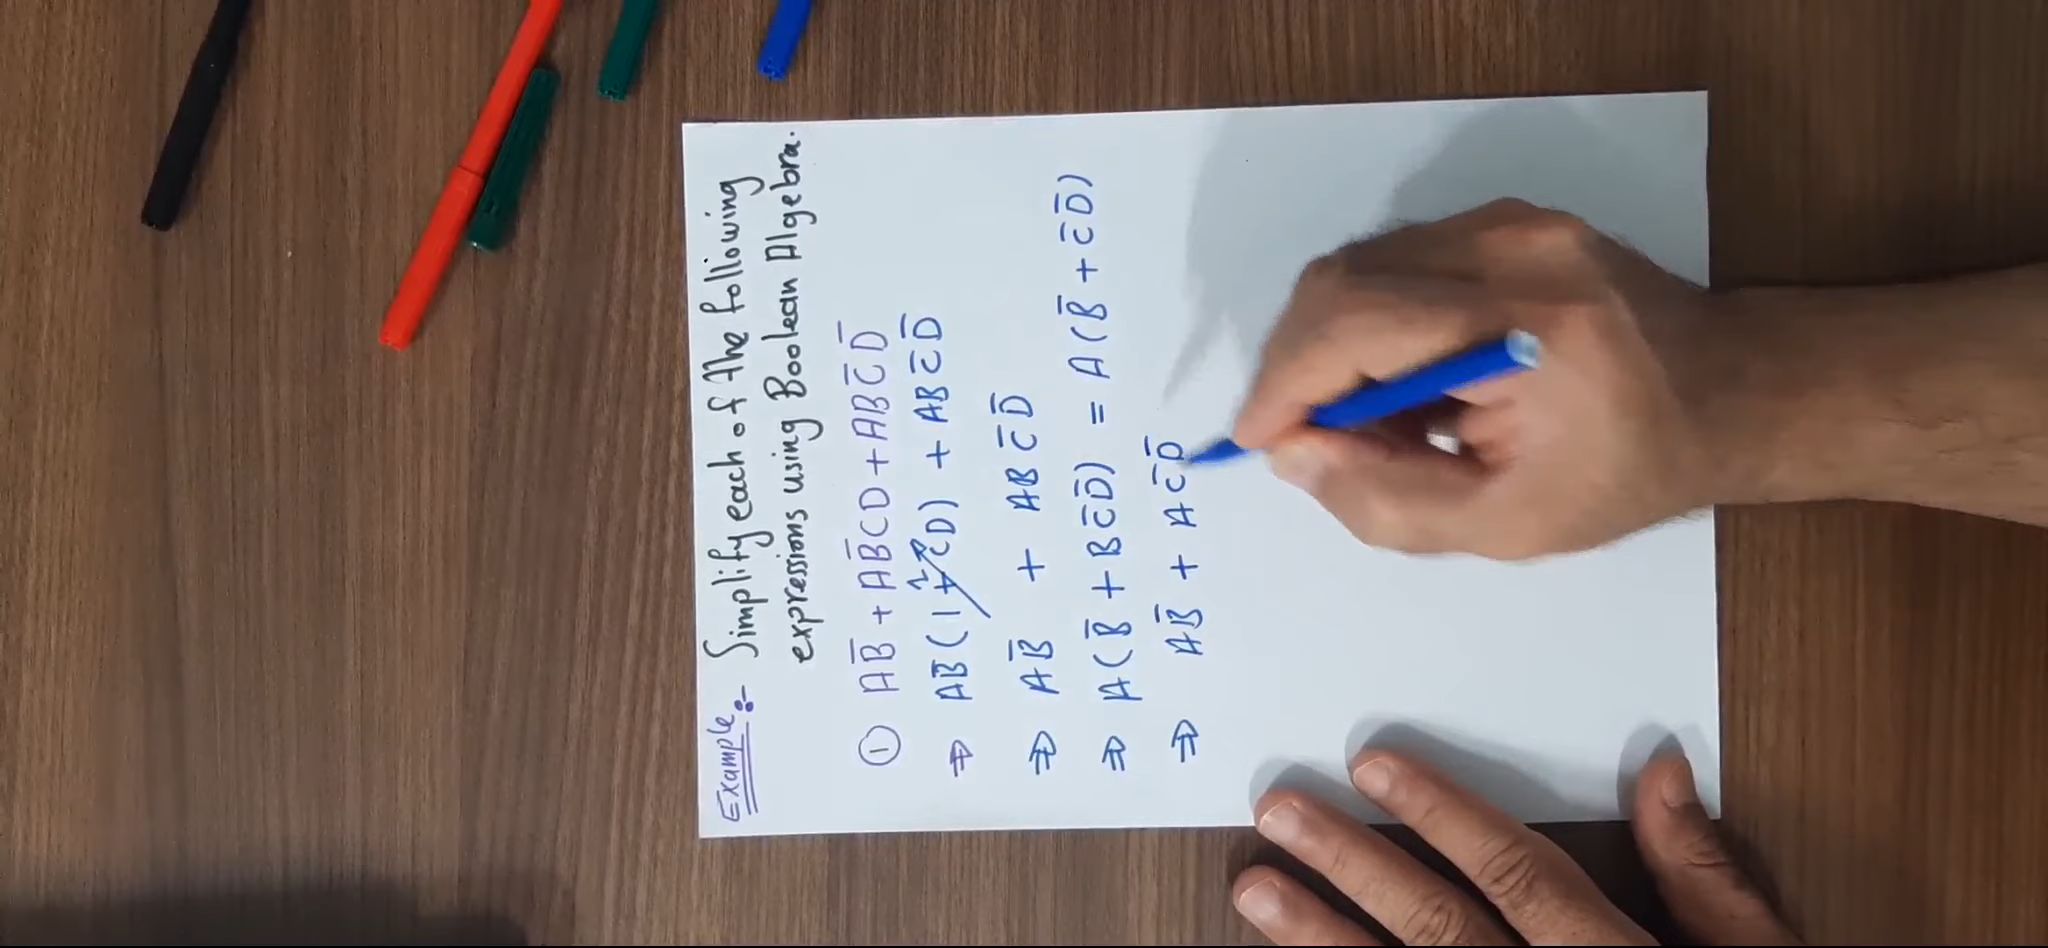 Example :- Simplify each of the following
expressions using Boolean Algebra.
① AB̅ + AB̅CD + ABC̅D̅
⇒ AB̅(1+CD) + ABC̅D̅
1
⇒ AB̅ + ABC̅D̅
⇒ A(B̅ + BC̅D̅) = A(B̅ + C̅D̅)
⇒ AB̅ + AC̅D̅